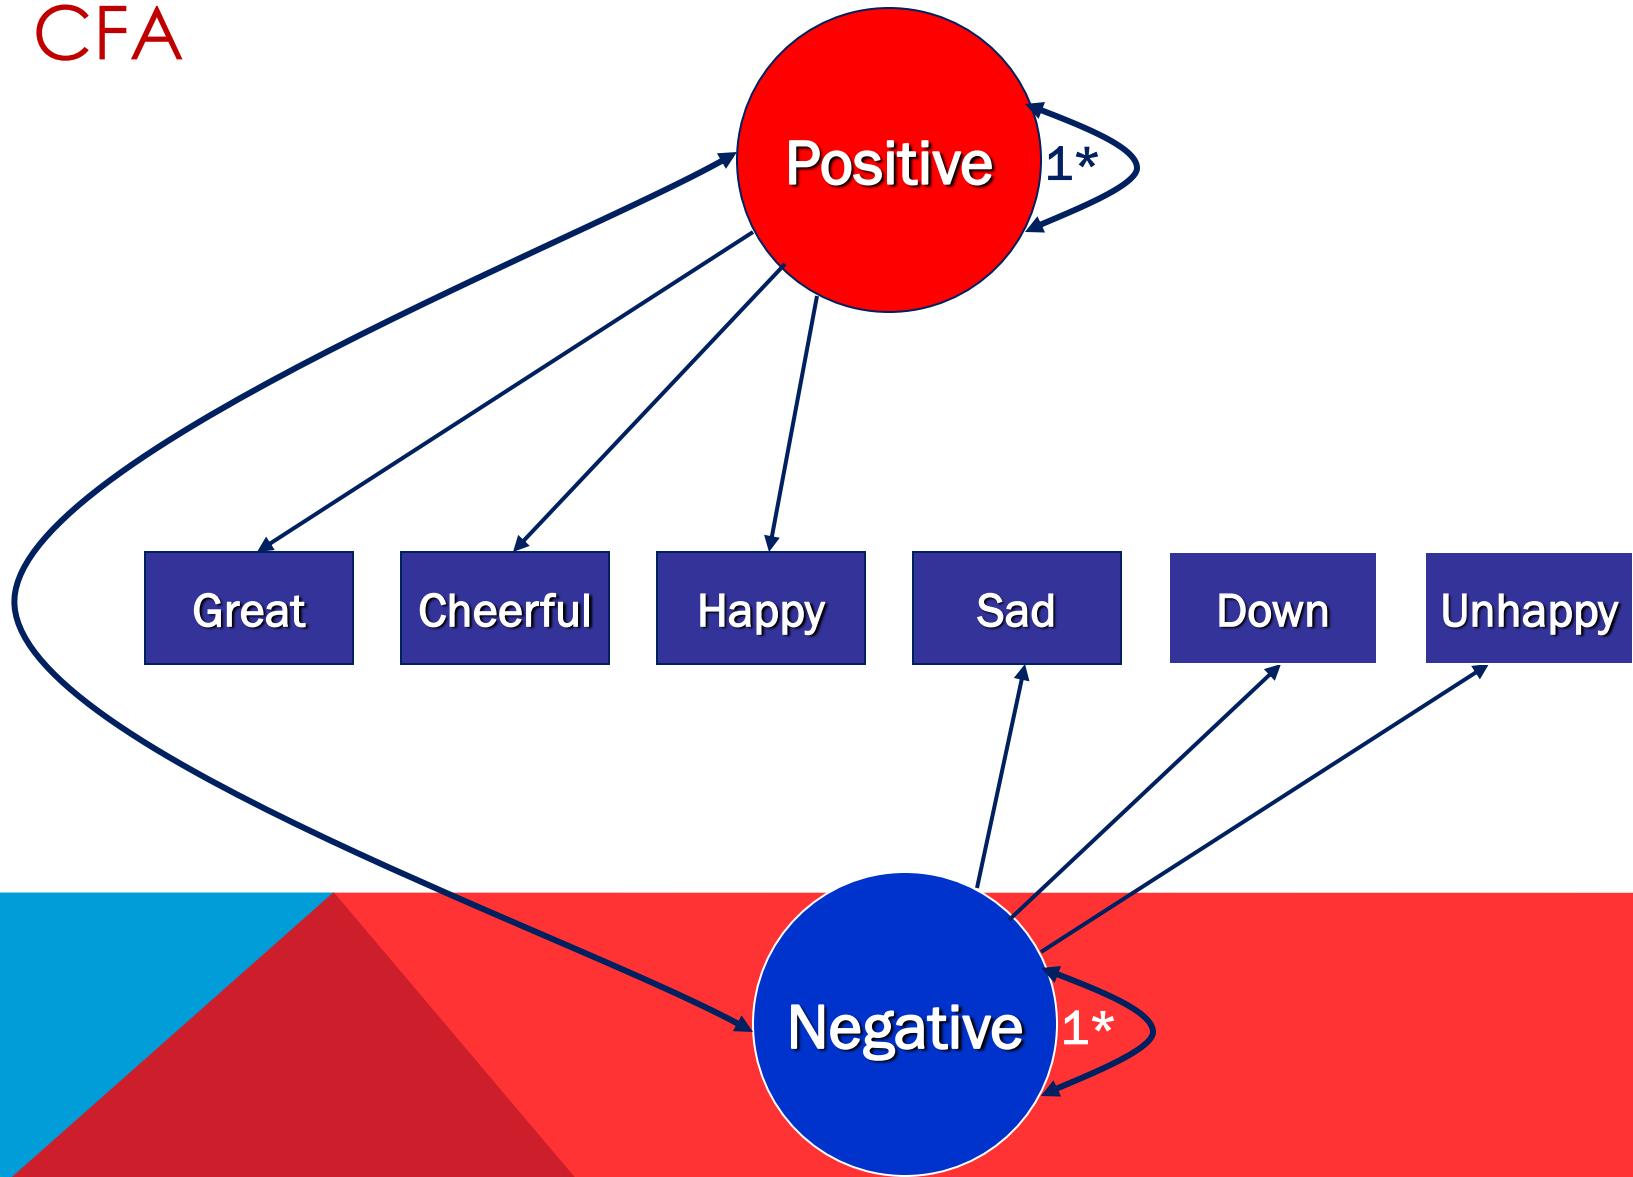 CFA
Positive
1*
Great
Cheerful
Happy
Sad
Down
Unhappy
Negative
1*